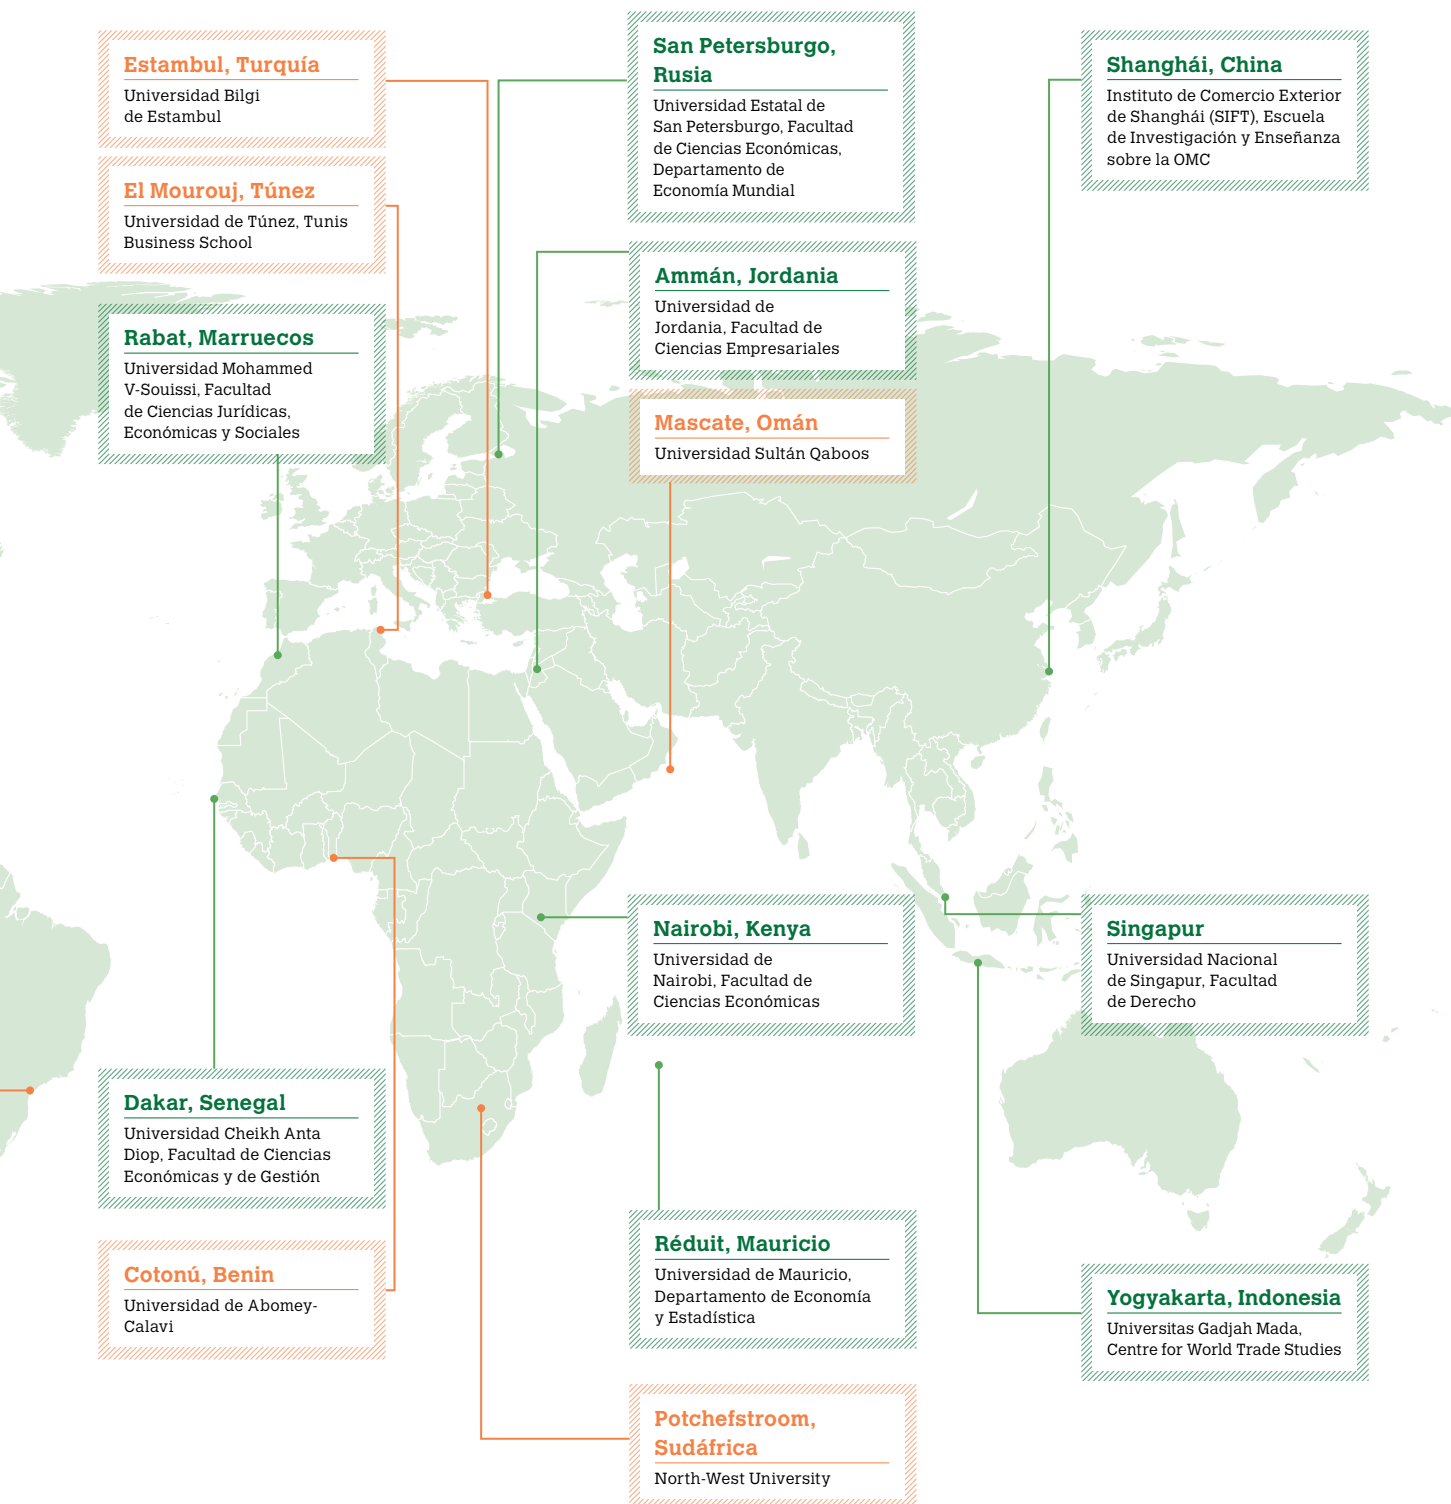 Estambul, Turquía
Universidad Bilgi
de Estambul
El Mourouj, Túnez
Universidad de Túnez, Tunis
Business School
Rabat, Marruecos
Universidad Mohammed
V-Souissi, Facultad
de Ciencias Jurídicas,
Económicas y Sociales
Dakar, Senegal
Universidad Cheikh Anta
Diop, Facultad de Ciencias
Económicas y de Gestión
Cotonú, Benin
Universidad de Abomey-
Calavi
San Petersburgo,
Rusia
Universidad Estatal de
San Petersburgo, Facultad
de Ciencias Económicas,
Departamento de
Economía Mundial
Ammán, Jordania
Universidad de
Jordania, Facultad de
Ciencias Empresariales
Mascate, Omán
Universidad Sultán Qaboos
Nairobi, Kenya
Universidad de
Nairobi, Facultad de
Ciencias Económicas
Réduit, Mauricio
Universidad de Mauricio,
Departamento de Economía
y Estadística
Potchefstroom,
Sudáfrica
North-West University
Shanghái, China
Instituto de Comercio Exterior
de Shanghái (SIFT), Escuela
de Investigación y Enseñanza
sobre la OMC
Singapur
Universidad Nacional
de Singapur, Facultad
de Derecho
Yogyakarta, Indonesia
Universitas Gadjah Mada,
Centre for World Trade Studies